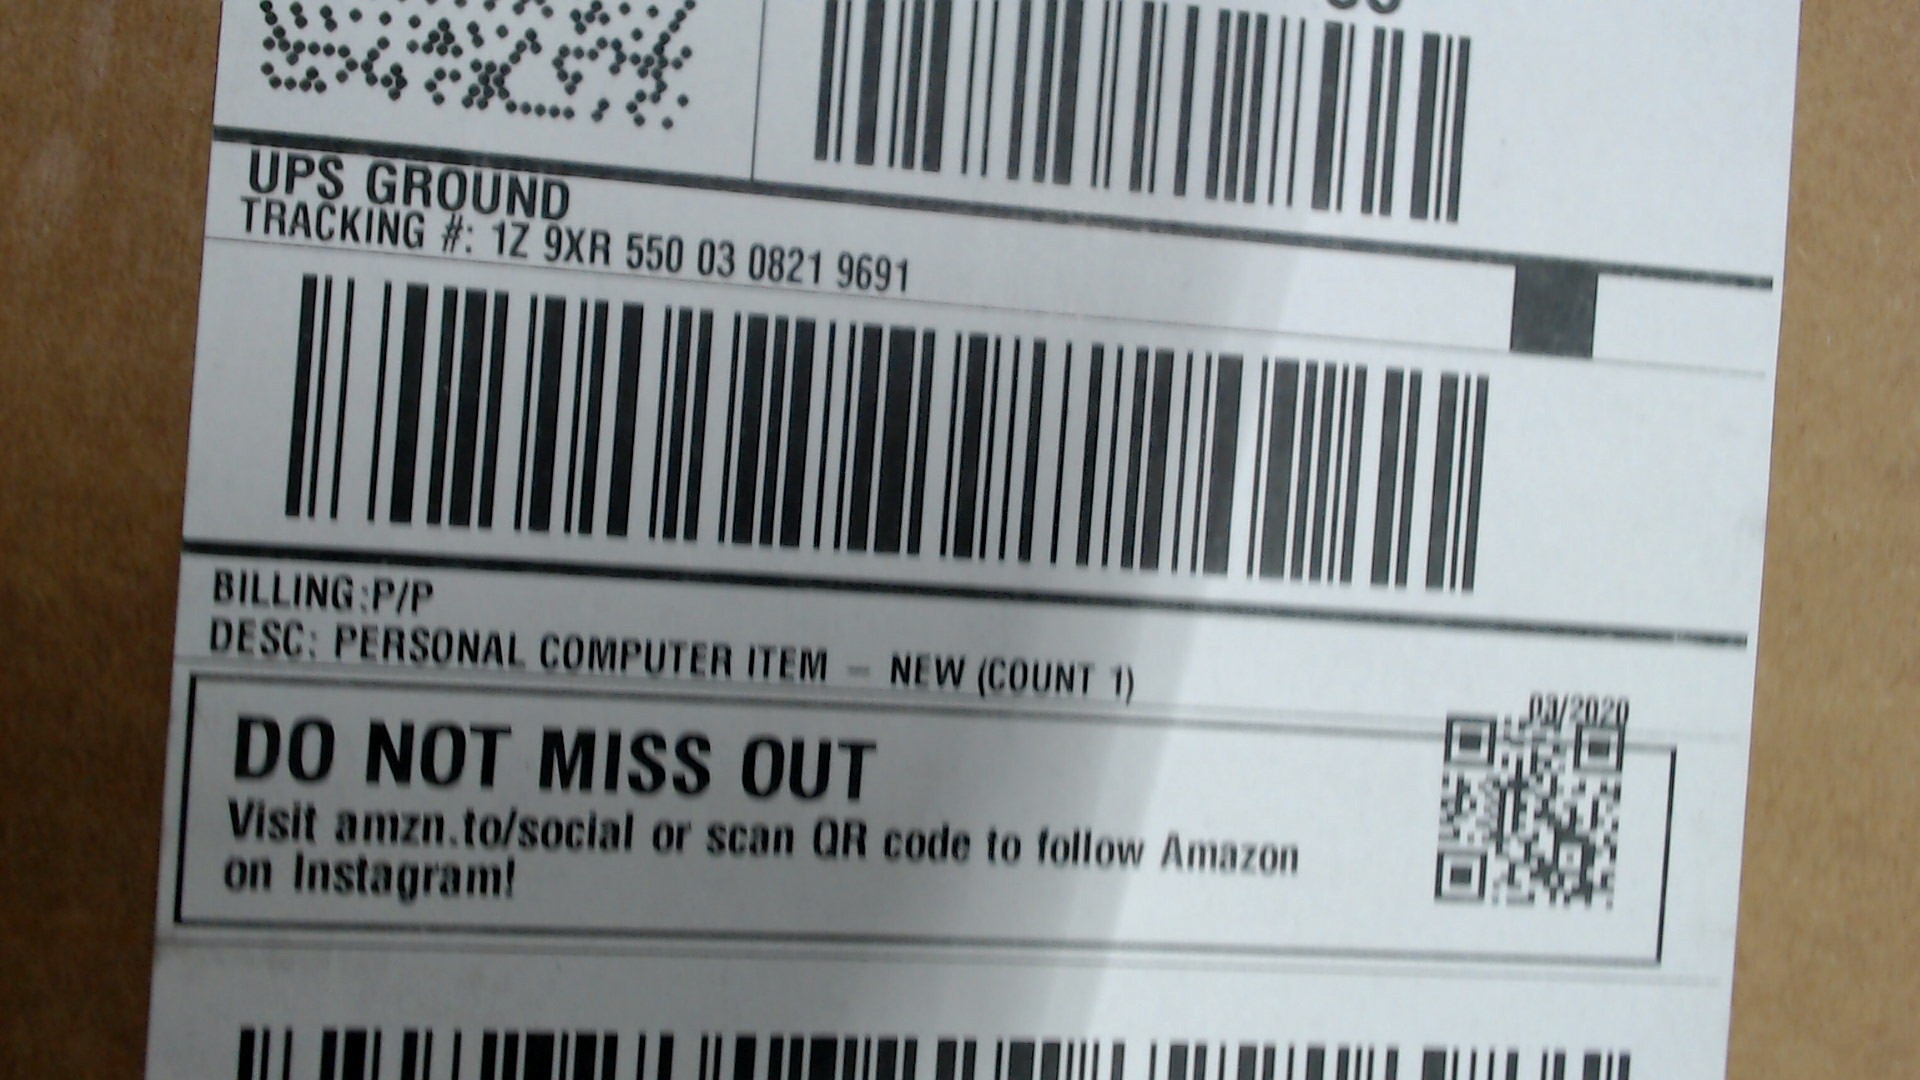 UPS GROUND
TRACKING #: 1Z 9XR 550 03 0821 9691
BILLING:P/P
DESC: PERSONAL COMPUTER ITEM - NEW (COUNT 1)
03/2020
DO NOT MISS OUT
Visit amzn.to/social or scan QR code to follow Amazon
on Instagram!